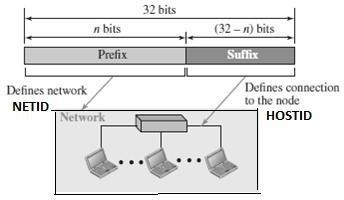 32 bits
n bits
(32 – n) bits
Prefix
Suffix
Defines network
NETID
Defines connection
to the node
HOSTID
Network